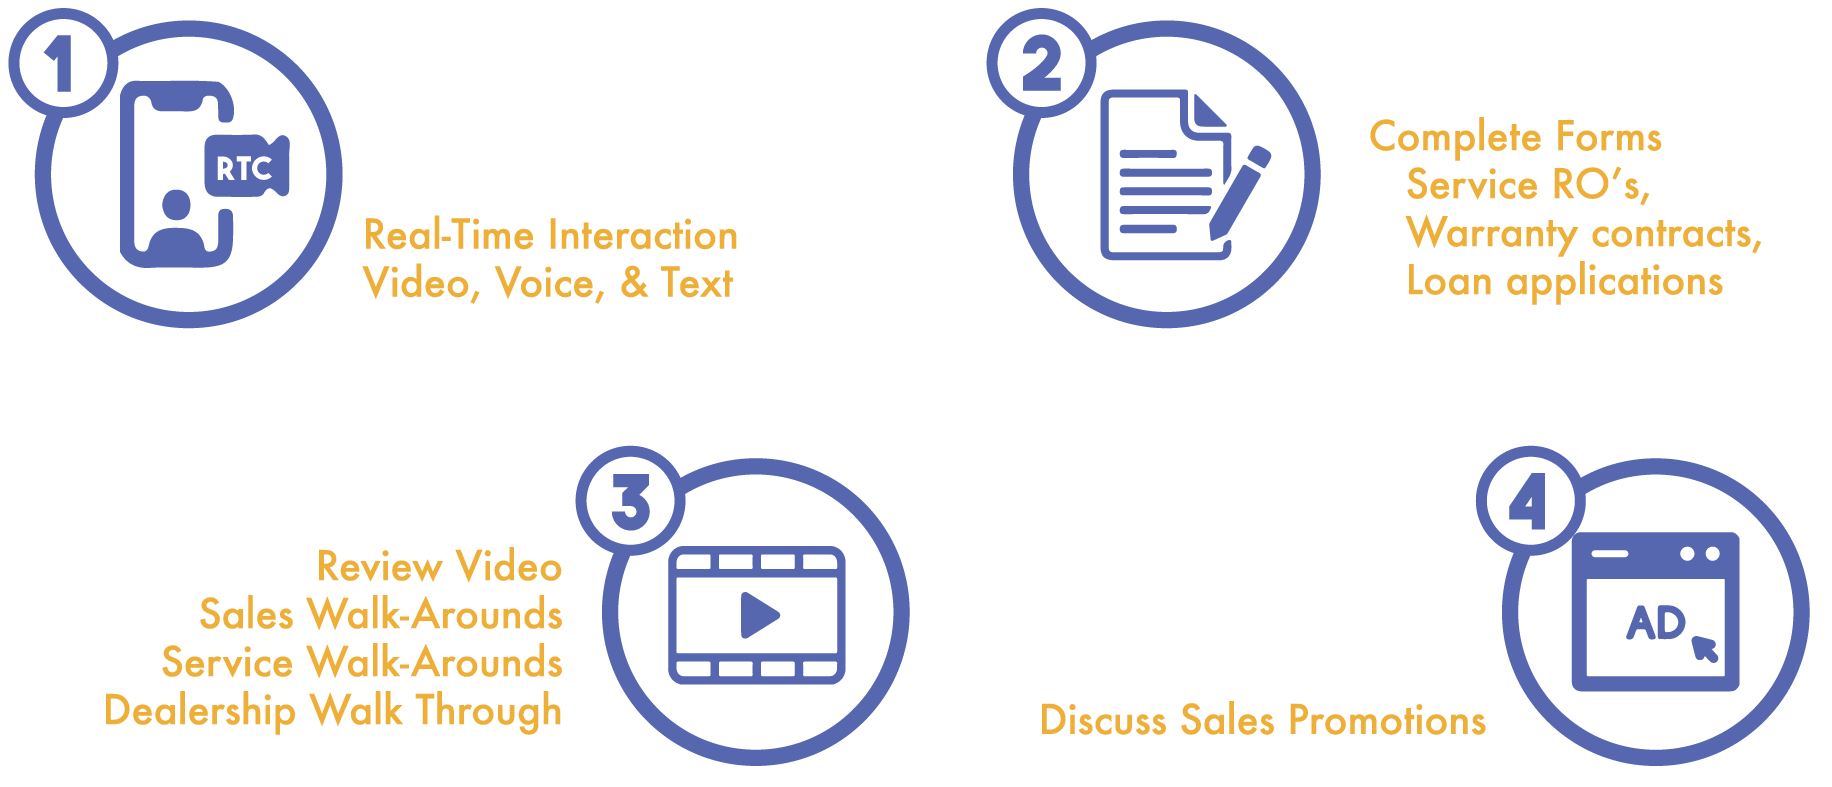 1
RTC
Real-Time Interaction
Video, Voice, & Text
2
Complete Forms
Service RO’s,
Warranty contracts,
Loan applications
3
Review Video
Sales Walk-Arounds
Service Walk-Arounds
Dealership Walk Through
4
AD
Discuss Sales Promotions